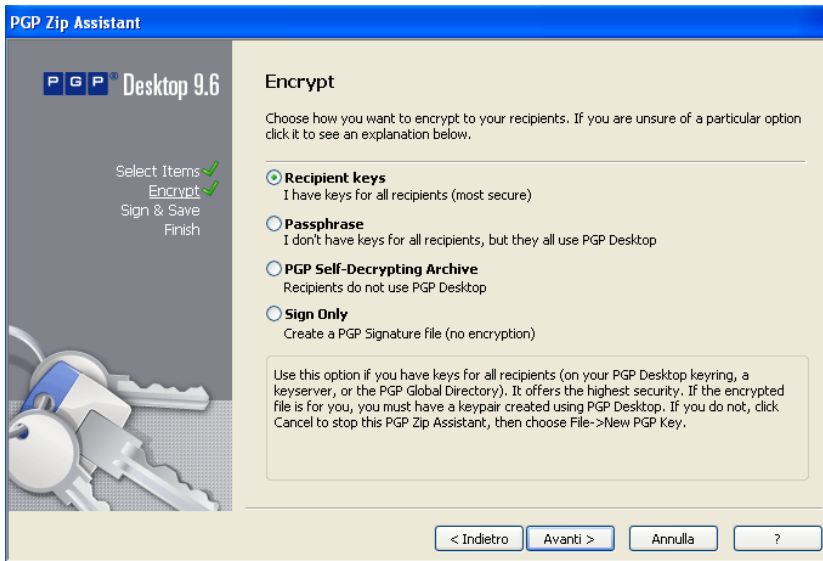 PGP Zip Assistant
PGP® Desktop 9.6
Select Items
Encrypt
Sign & Save
Finish
Encrypt
Choose how you want to encrypt to your recipients. If you are unsure of a particular option
click it to see an explanation below.
Recipient keys
I have keys for all recipients (most secure)
Passphrase
I don't have keys for all recipients, but they all use PGP Desktop
PGP Self-Decrypting Archive
Recipients do not use PGP Desktop
Sign Only
Create a PGP Signature file (no encryption)
Use this option if you have keys for all recipients (on your PGP Desktop keyring, a
keyserver, or the PGP Global Directory). It offers the highest security. If the encrypted
file is for you, you must have a keypair created using PGP Desktop. If you do not, click
Cancel to stop this PGP Zip Assistant, then choose File->New PGP Key.
< Indietro
Avanti >
Annulla
?